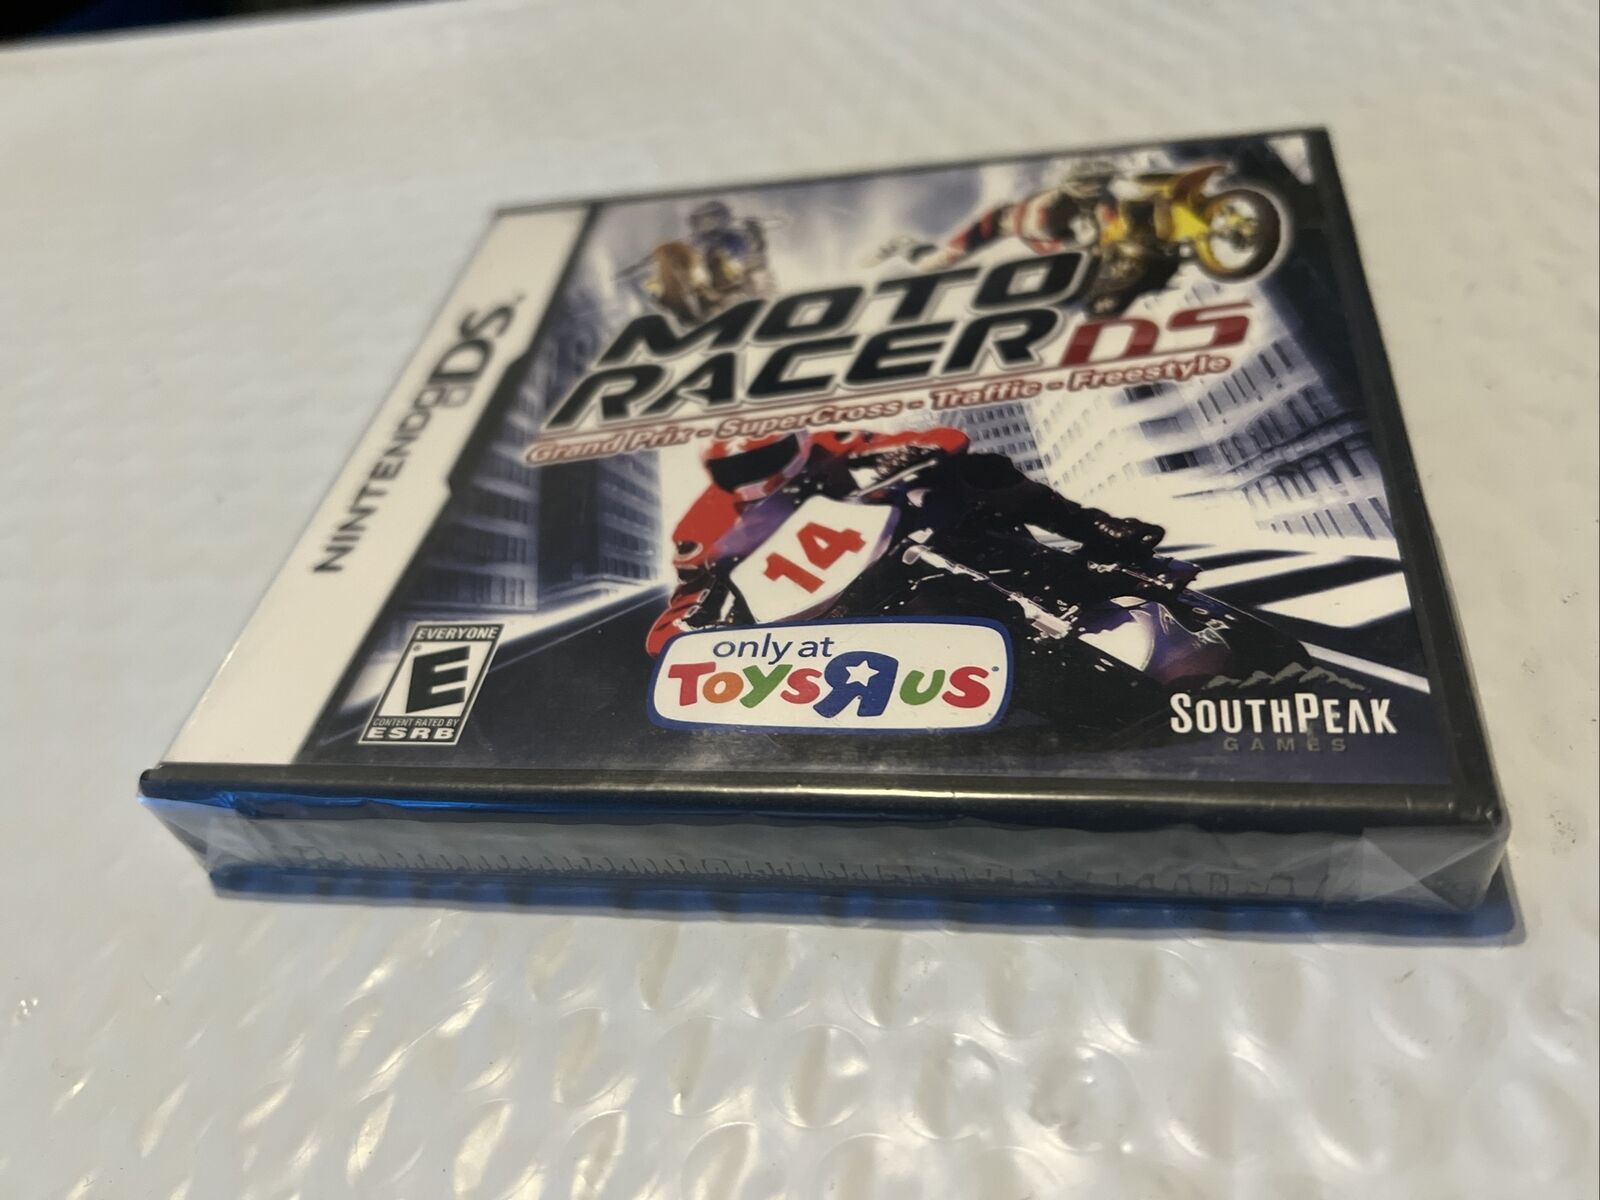 NINTENDO DS
MOTO
RACER DS
Grand Prix - SuperCross - Traffic - Freestyle
14
EVERYONE
E
CONTENT RATED BY
ESRB
only at
TOYS R US
SOUTHPEAK
GAMES